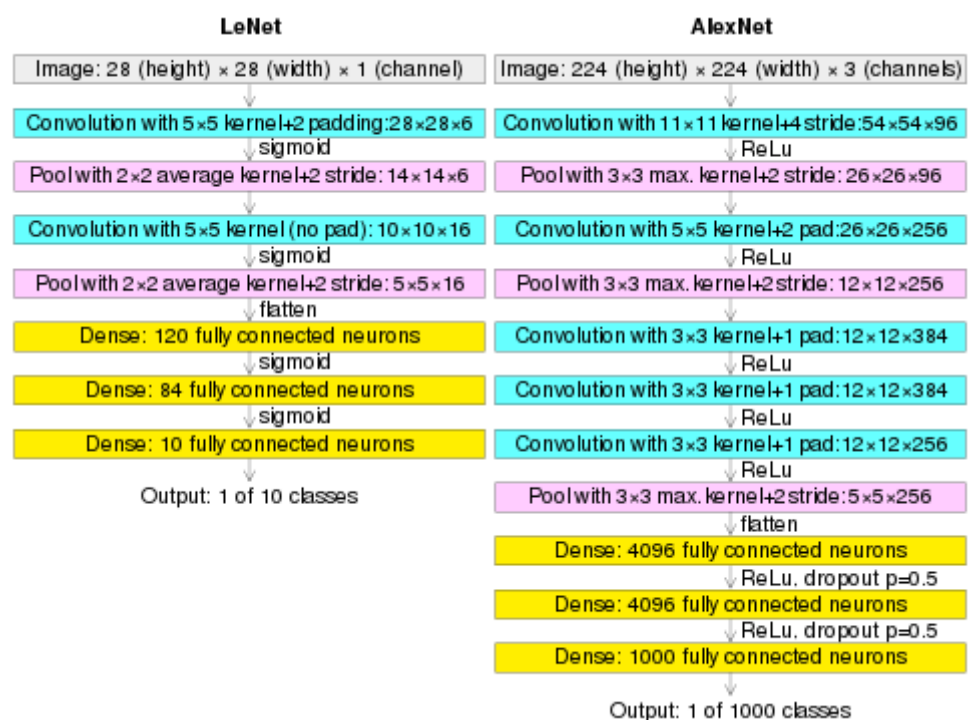 LeNet
Image: 28 (height) × 28 (width) × 1 (channel)
Convolution with 5×5 kernel+2 padding:28×28×6
sigmoid
Pool with 2×2 average kernel+2 stride: 14×14×6
Convolution with 5×5 kernel (no pad): 10×10×16
sigmoid
Pool with 2×2 average kernel+2 stride: 5×5×16
flatten
Dense: 120 fully connected neurons
sigmoid
Dense: 84 fully connected neurons
sigmoid
Dense: 10 fully connected neurons
Output: 1 of 10 classes
AlexNet
Image: 224 (height) × 224 (width) × 3 (channels)
Convolution with 11×11 kernel+4 stride:54×54×96
ReLu
Pool with 3×3 max. kernel+2 stride: 26×26×96
Convolution with 5×5 kernel+2 pad:26×26×256
ReLu
Pool with 3×3 max. kernel+2 stride:12×12×256
Convolution with 3×3 kernel+1 pad:12×12×384
ReLu
Convolution with 3×3 kernel+1 pad:12×12×384
ReLu
Convolution with 3×3 kernel+1 pad:12×12×256
ReLu
Pool with 3×3 max. kernel+2 stride:5×5×256
flatten
Dense: 4096 fully connected neurons
ReLu, dropout p=0.5
Dense: 4096 fully connected neurons
ReLu, dropout p=0.5
Dense: 1000 fully connected neurons
Output: 1 of 1000 classes